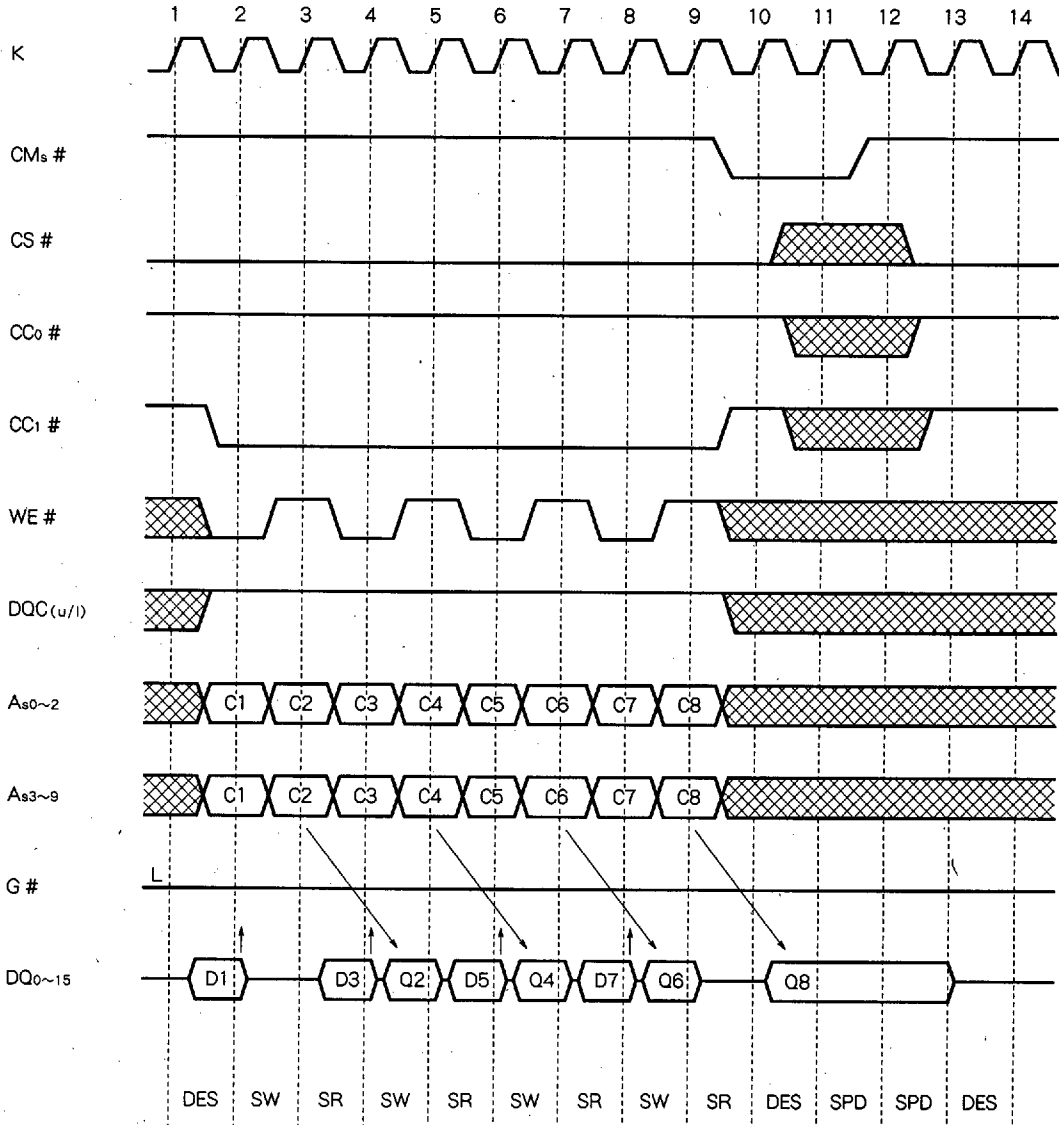 1 2 3 4 5 6 7 8 9 10 11 12 13 14
K
CMs #
CS #
CC0 #
CC1 #
WE #
DQC(u/l)
As0~2 C1 C2 C3 C4 C5 C6 C7 C8
As3~9 C1 C2 C3 C4 C5 C6 C7 C8
G # L
DQ0~15 D1 D3 Q2 D5 Q4 D7 Q6 Q8
DES SW SR SW SR SW SR SW SR DES SPD SPD DES